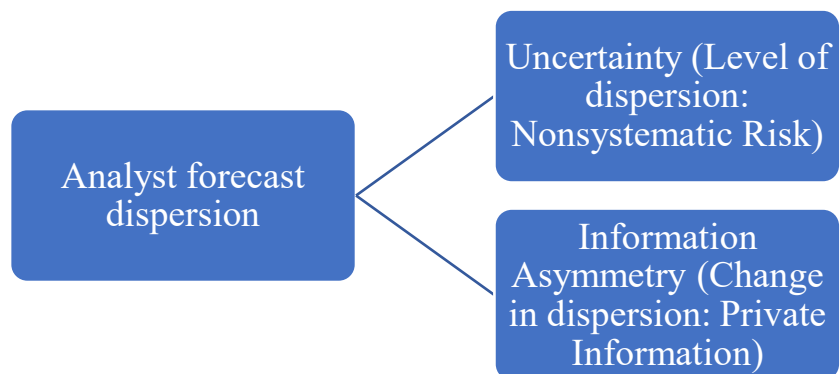 Analyst forecast
dispersion
Uncertainty (Level of
dispersion:
Nonsystematic Risk)
Information
Asymmetry (Change
in dispersion: Private
Information)